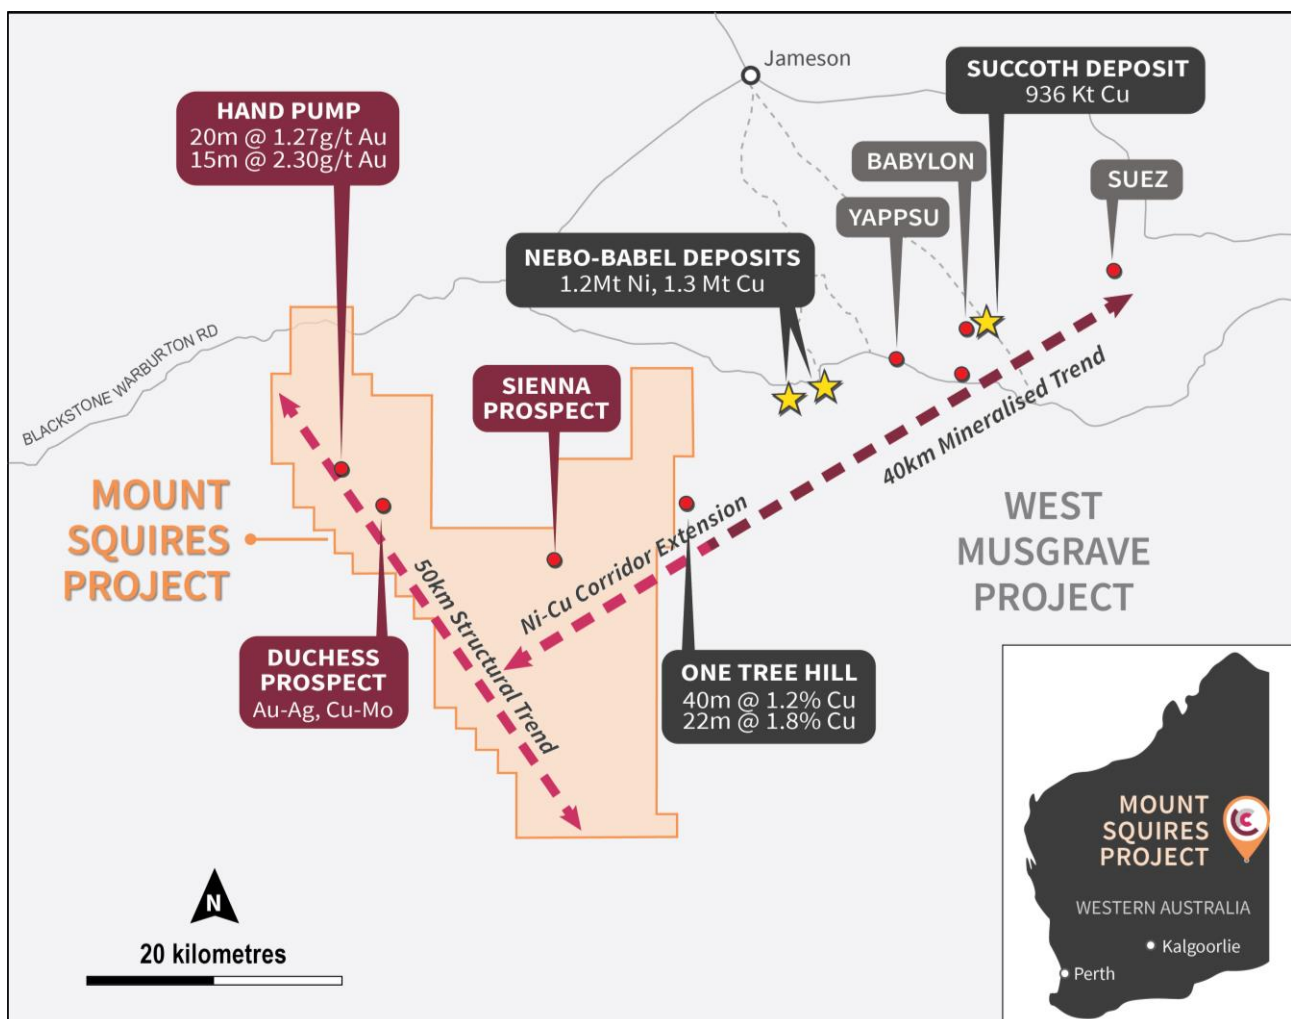 Jameson
SUCCOTH DEPOSIT
936 Kt Cu
HAND PUMP
20m @ 1.27g/t Au
15m @ 2.30g/t Au
BABYLON
SUEZ
YAPPSU
NEBO-BABEL DEPOSITS
1.2Mt Ni, 1.3 Mt Cu
BLACKSTONE WARBURTON RD
SIENNA
PROSPECT
40km Mineralised Trend
MOUNT
SQUIRES
PROJECT
WEST
MUSGRAVE
PROJECT
Ni-Cu Corridor Extension
50km Structural Trend
DUCHESS
PROSPECT
Au-Ag, Cu-Mo
ONE TREE HILL
40m @ 1.2% Cu
22m @ 1.8% Cu
N
20 kilometres
MOUNT
SQUIRES
PROJECT
C
WESTERN AUSTRALIA
Kalgoorlie
Perth